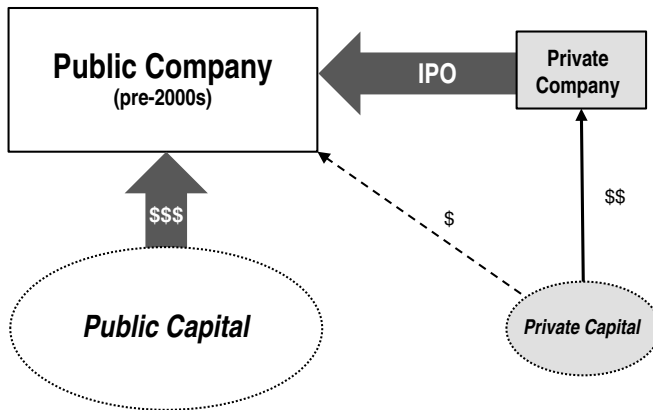 Public Company
(pre-2000s)
IPO
Private
Company
$$$
$
$$
Public Capital
Private Capital